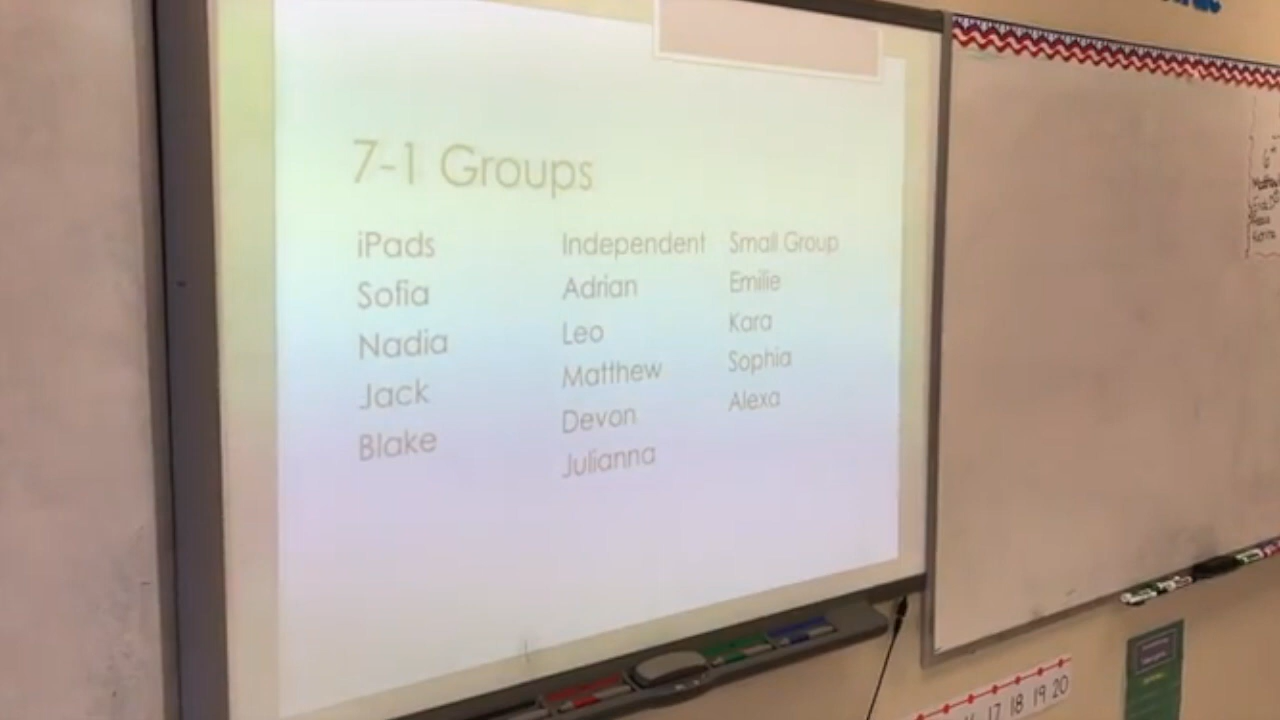 7-1 Groups
iPads
Sofia
Nadia
Jack
Blake
Independent
Adrian
Leo
Matthew
Devon
Julianna
Small Group
Emilie
Kara
Sophia
Alexa
17 18 19 20